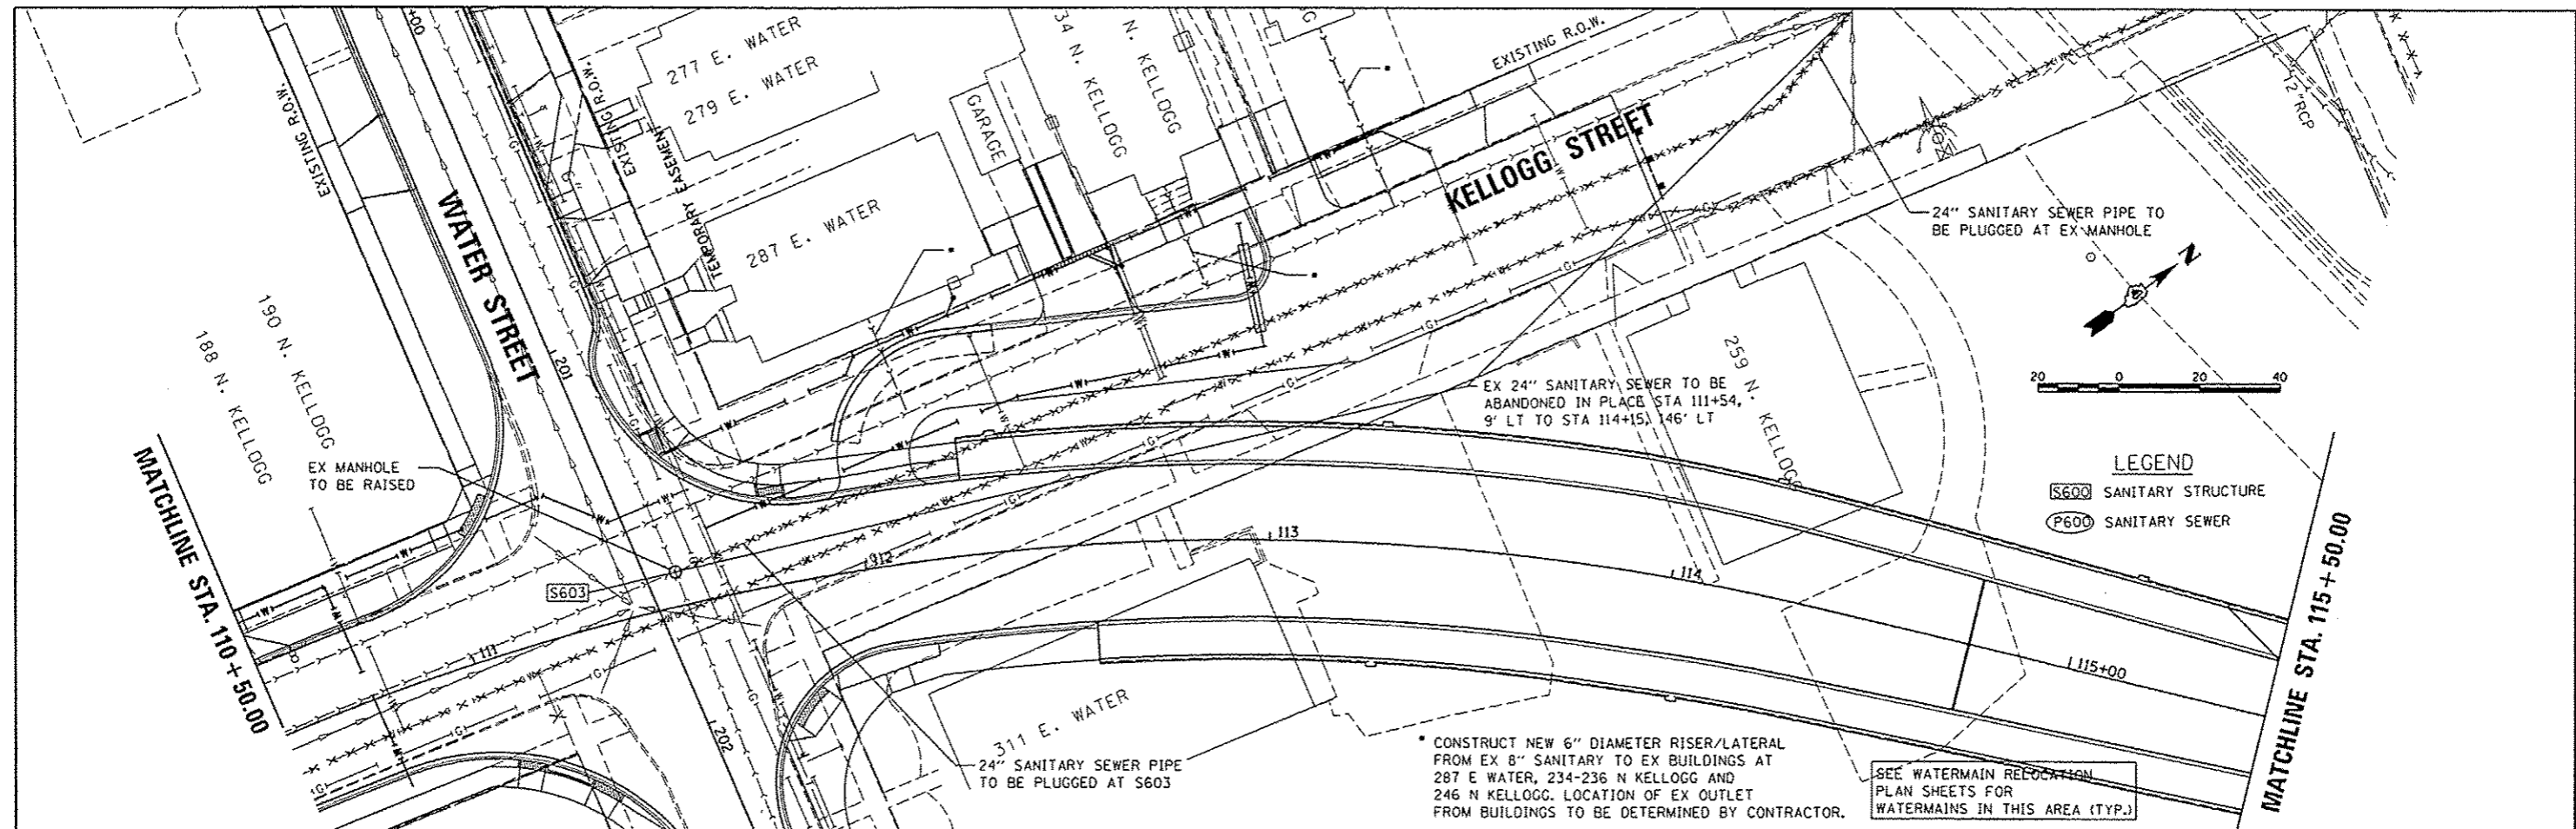 277 E. WATER
279 E. WATER
GARAGE
234 N. KELLOGG
N. KELLOGG
EXISTING R.O.W.
KELLOGG STREET
12"RCP
EXISTING R.O.W.
EXISTING R.O.W.
TEMPORARY EASEMENT
WATER STREET
287 E. WATER
24" SANITARY SEWER PIPE TO
BE PLUGGED AT EX MANHOLE
N
20 0 20 40
190 N. KELLOGG
188 N. KELLOGG
201
259 N KELLOGG
EX 24" SANITARY SEWER TO BE
ABANDONED IN PLACE STA 111+54,
9' LT TO STA 114+15, 146' LT
LEGEND
S600 SANITARY STRUCTURE
P600 SANITARY SEWER
EX MANHOLE
TO BE RAISED
MATCHLINE STA. 110+50.00
S603
111
112
113
114
115+00
MATCHLINE STA. 115+50.00
202
311 E. WATER
24" SANITARY SEWER PIPE
TO BE PLUGGED AT S603
* CONSTRUCT NEW 6" DIAMETER RISER/LATERAL
FROM EX 8" SANITARY TO EX BUILDINGS AT
287 E WATER, 234-236 N KELLOGG AND
246 N KELLOGG. LOCATION OF EX OUTLET
FROM BUILDINGS TO BE DETERMINED BY CONTRACTOR.
SEE WATERMAIN RELOCATION
PLAN SHEETS FOR
WATERMAINS IN THIS AREA (TYP.)